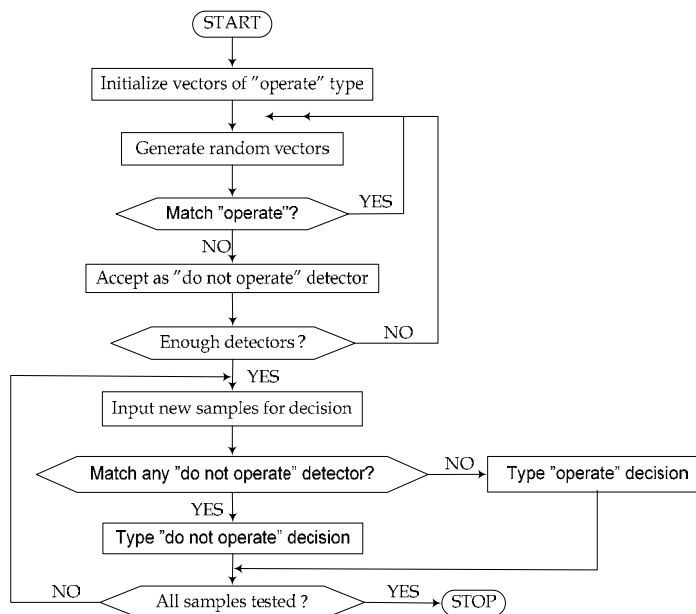 START
Initialize vectors of "operate" type
Generate random vectors
Match "operate"?
YES
NO
Accept as "do not operate" detector
Enough detectors ?
NO
YES
Input new samples for decision
Match any "do not operate" detector?
NO
Type "operate" decision
YES
Type "do not operate" decision
NO
All samples tested ?
YES
STOP